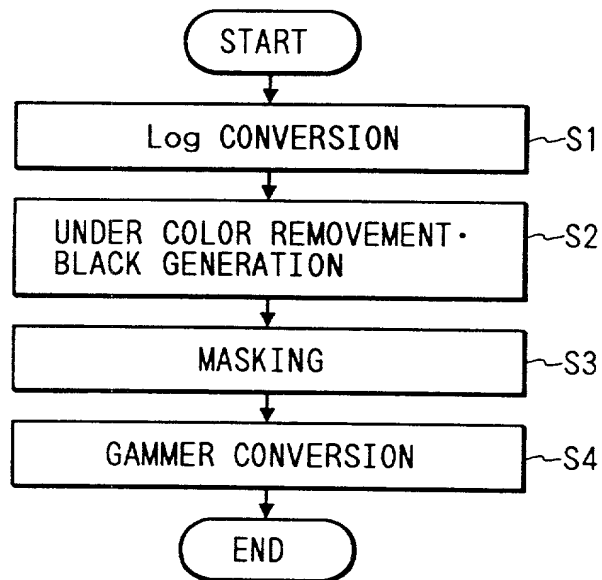 START
Log CONVERSION
S1
UNDER COLOR REMOVEMENT·
BLACK GENERATION
S2
MASKING
S3
GAMMER CONVERSION
S4
END